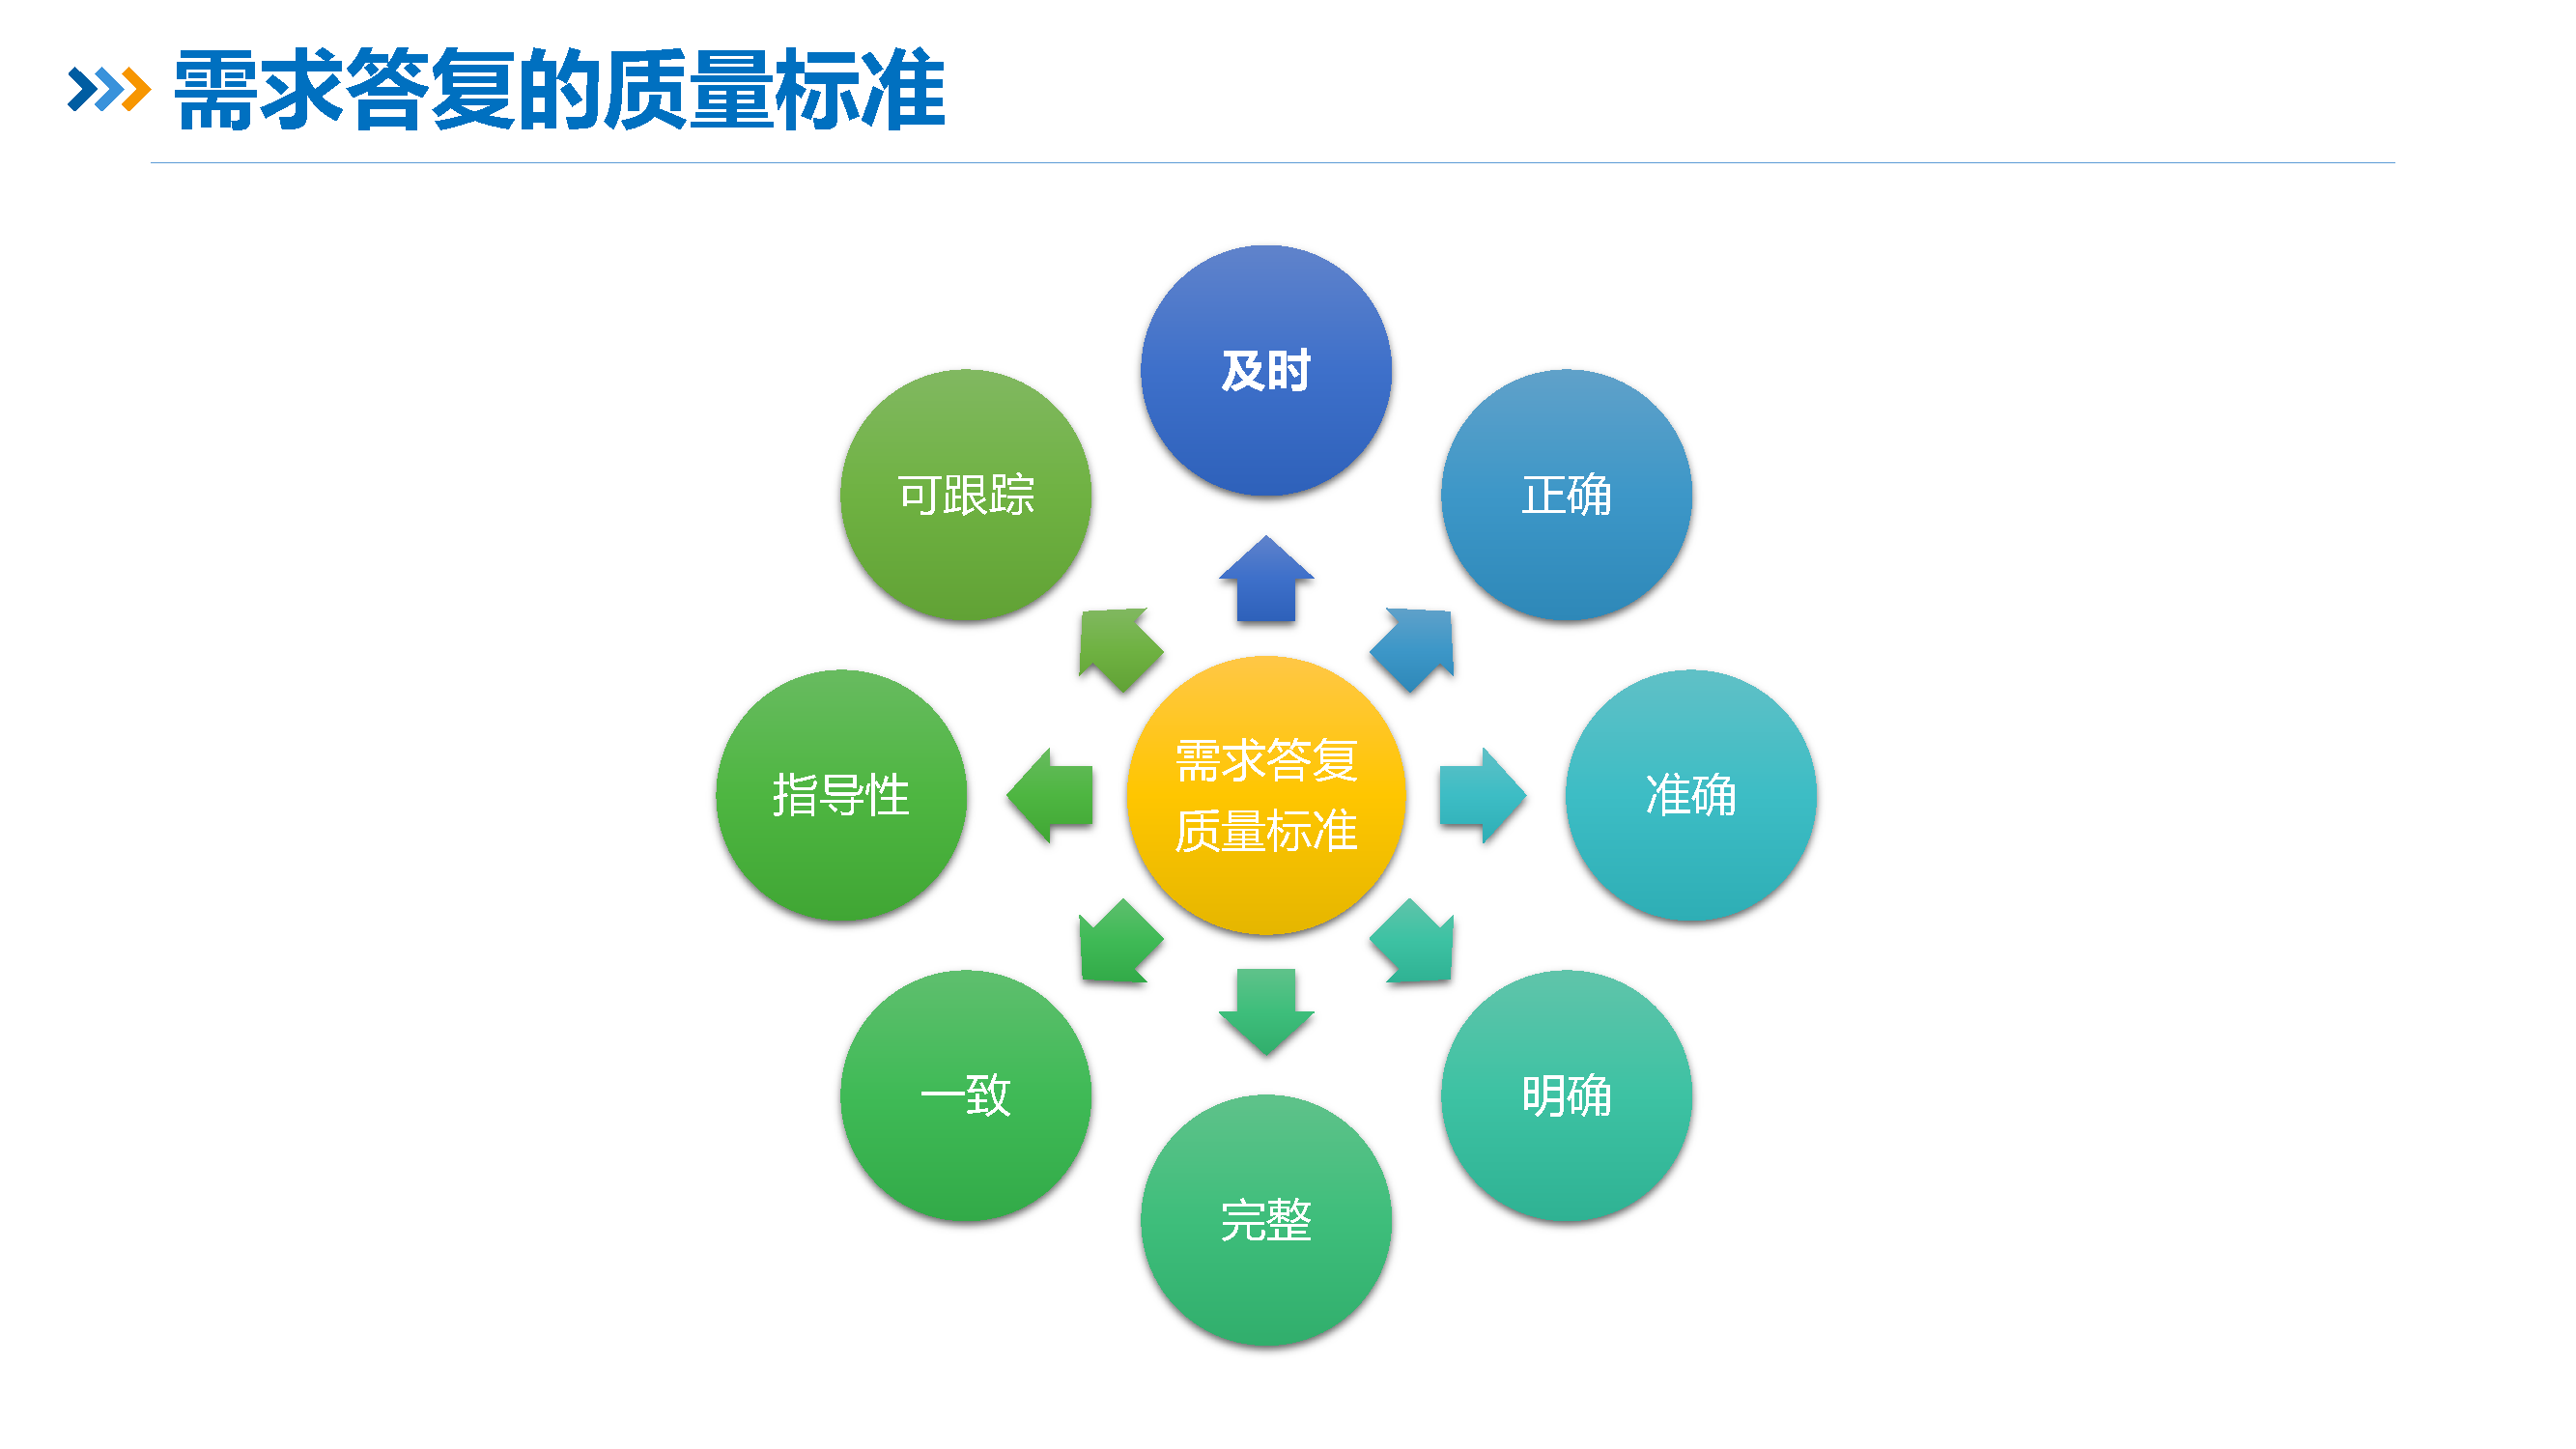 需求答复的质量标准
及时
可跟踪
正确
需求答复
质量标准
指导性
准确
一致
明确
完整